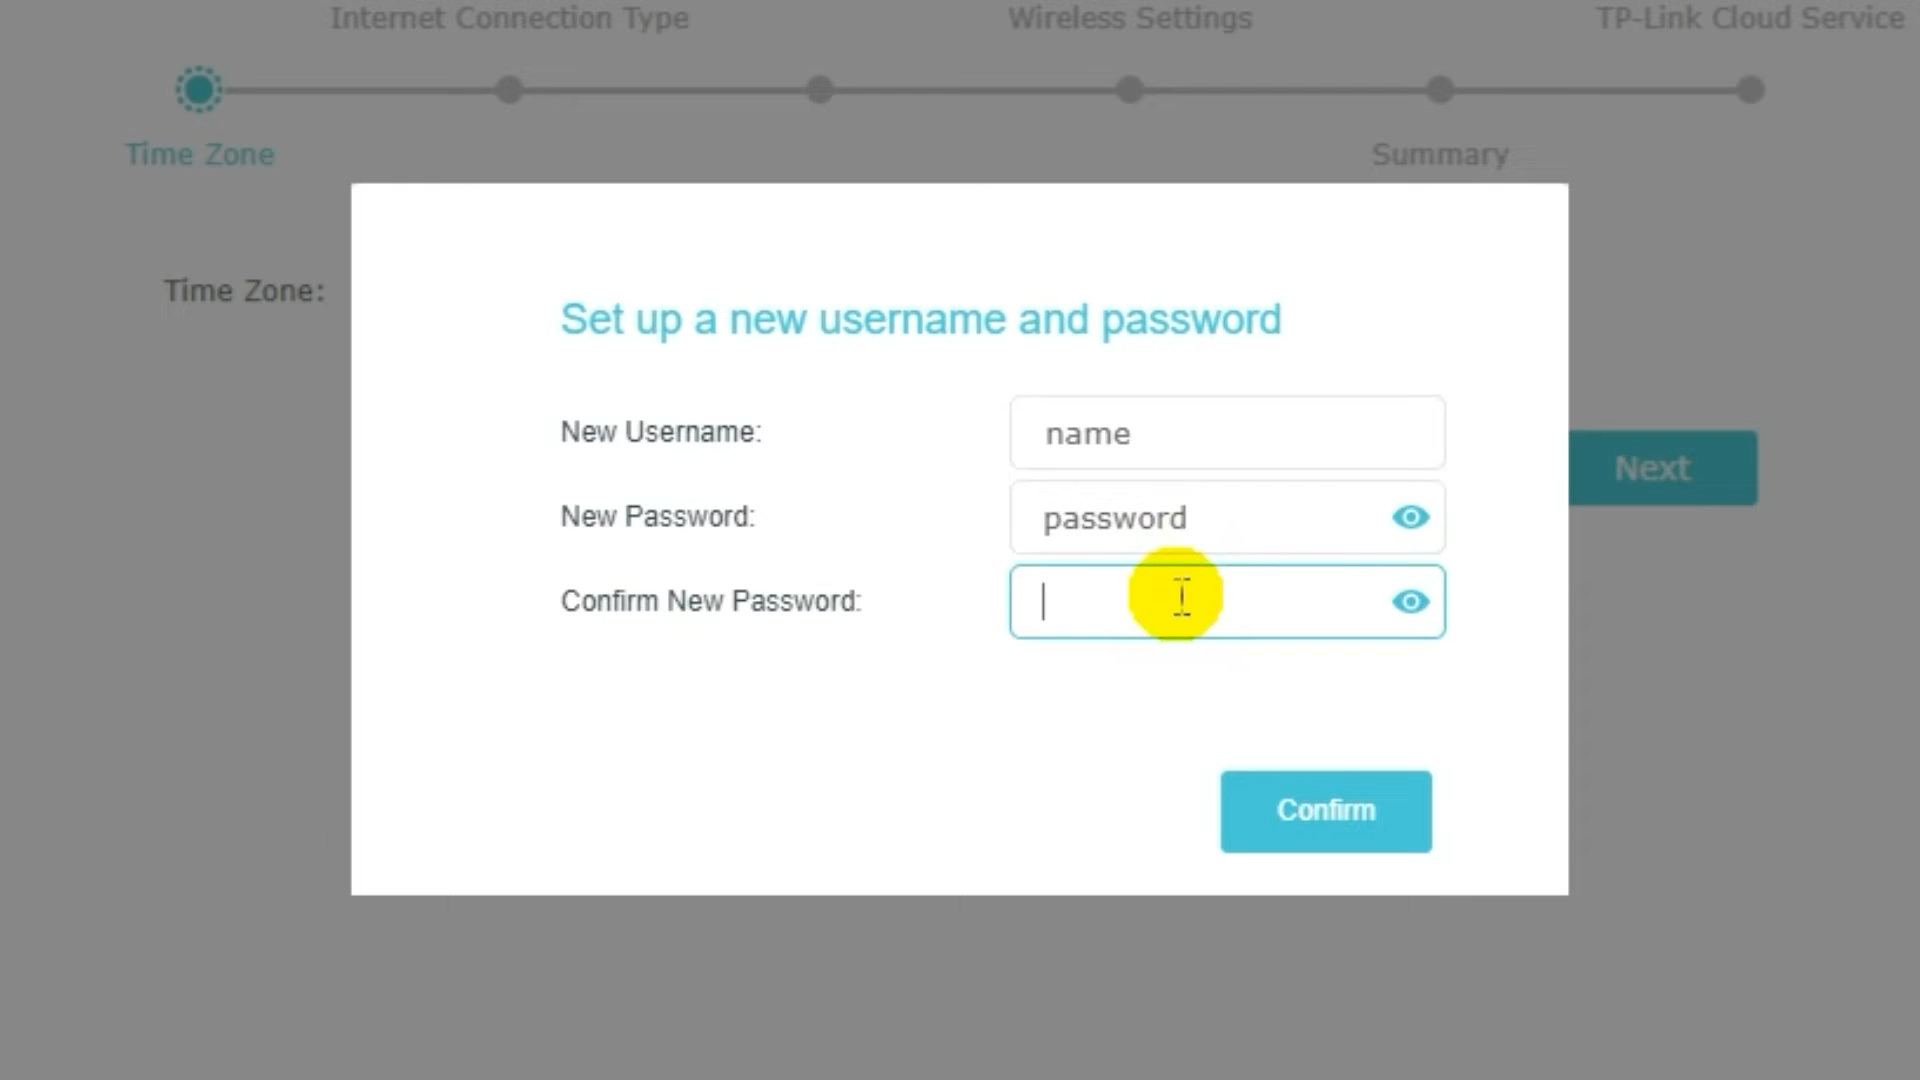 Internet Connection Type
Wireless Settings
TP-Link Cloud Service
Time Zone
Summary
Time Zone:
Set up a new username and password
New Username:
name
New Password:
password
Confirm New Password:
Next
Confirm